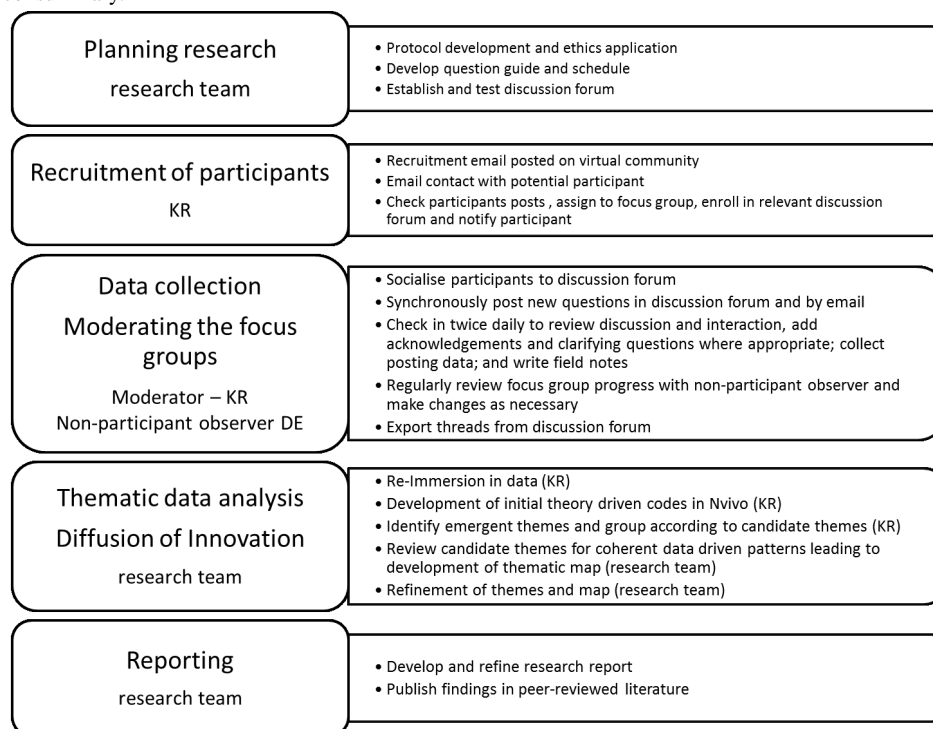 Planning research
research team
• Protocol development and ethics application
• Develop question guide and schedule
• Establish and test discussion forum
Recruitment of participants
KR
• Recruitment email posted on virtual community
• Email contact with potential participant
• Check participants posts , assign to focus group, enroll in relevant discussion
forum and notify participant
Data collection
Moderating the focus
groups
Moderator – KR
Non-participant observer DE
• Socialise participants to discussion forum
• Synchronously post new questions in discussion forum and by email
• Check in twice daily to review discussion and interaction, add
acknowledgements and clarifying questions where appropriate; collect
posting data; and write field notes
• Regularly review focus group progress with non-participant observer and
make changes as necessary
• Export threads from discussion forum
Thematic data analysis
Diffusion of Innovation
research team
• Re-Immersion in data (KR)
• Development of initial theory driven codes in Nvivo (KR)
• Identify emergent themes and group according to candidate themes (KR)
• Review candidate themes for coherent data driven patterns leading to
development of thematic map (research team)
• Refinement of themes and map (research team)
Reporting
research team
• Develop and refine research report
• Publish findings in peer-reviewed literature